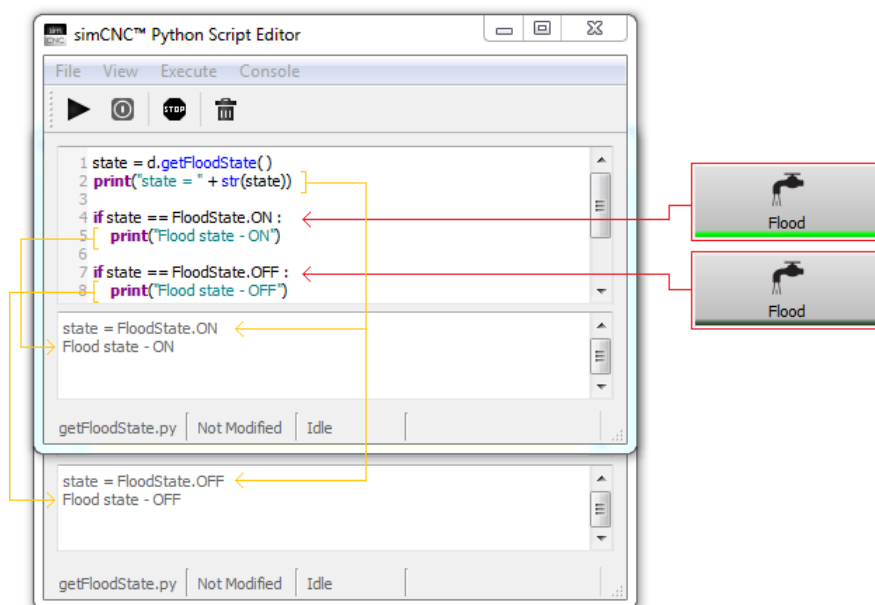 simCNC™ Python Script Editor
File View Execute Console
STOP
1 state = d.getFloodState( )
2 print("state = " + str(state))
3
4 if state == FloodState.ON :
5 print("Flood state - ON")
6
7 if state == FloodState.OFF :
8 print("Flood state - OFF")
state = FloodState.ON
Flood state - ON
getFloodState.py Not Modified Idle
state = FloodState.OFF
Flood state - OFF
getFloodState.py Not Modified Idle
Flood
Flood